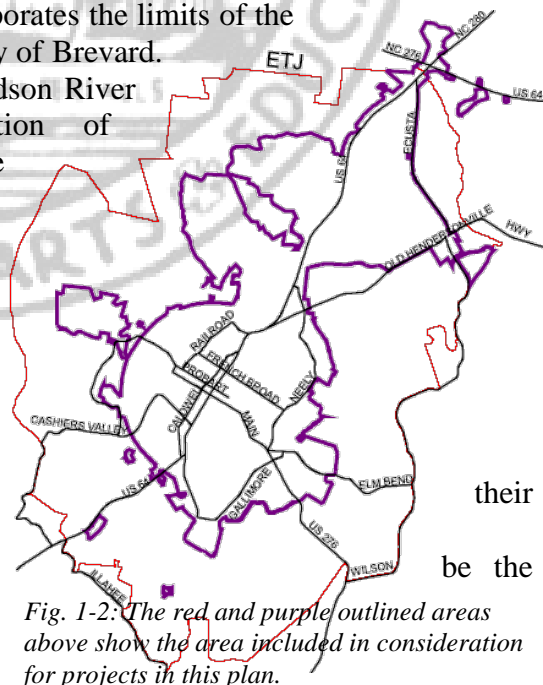 porates the limits of the
y of Brevard.
dson River
tion of
e
ETJ
NC 280
NC 276
US 64
US 64
ECUSTA
OLD HENDERSONVILLE
HWY
RAILROAD
FRENCH BROAD
PROBART
CALDWELL
MAIN
NEELY
CASHIERS VALLEY
US 64
GALLIMORE
ELM BEND
US 276
WILSON
ILLAHEE
PARTS EDUC
their
be the
Fig. 1-2: The red and purple outlined areas
above show the area included in consideration
for projects in this plan.